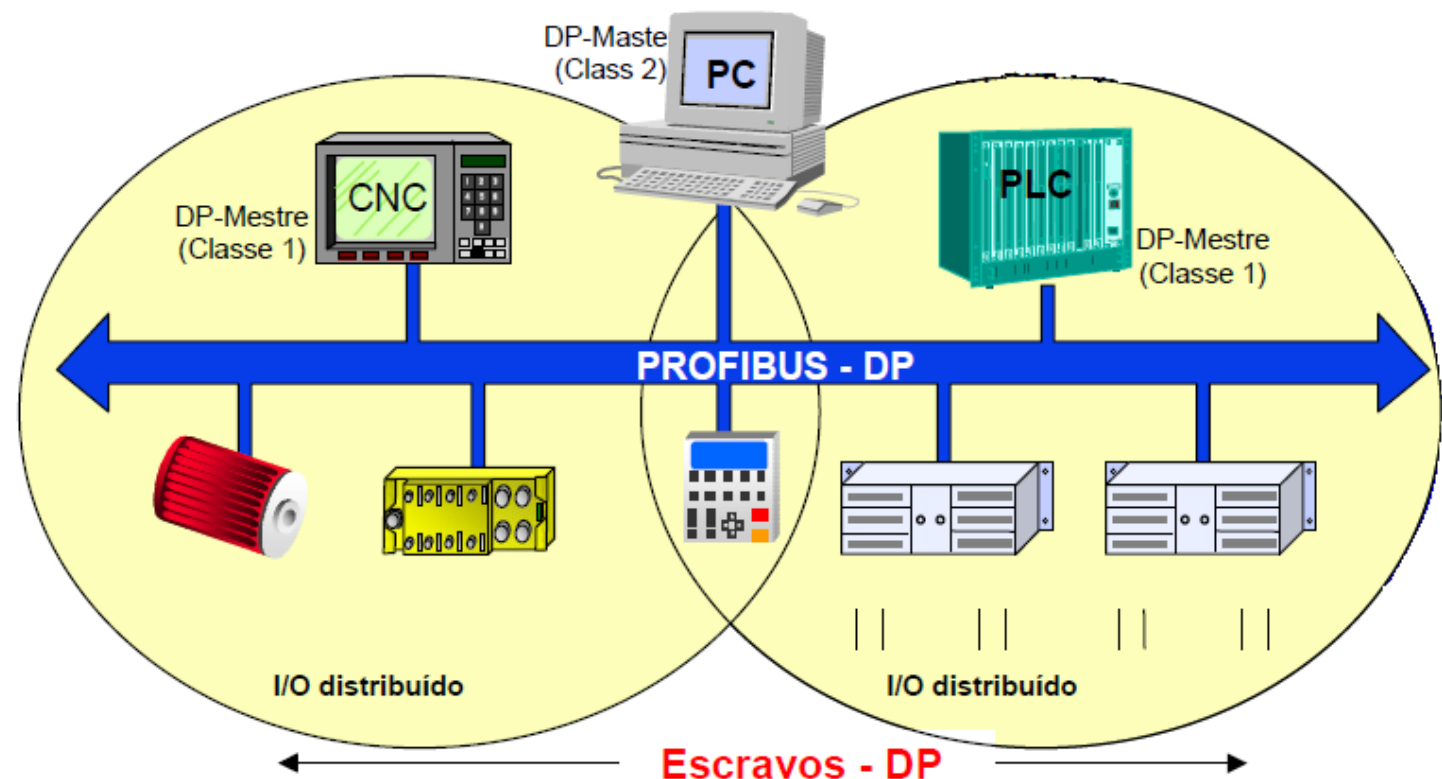 DP-Maste
(Class 2)
PC
CNC
DP-Mestre
(Classe 1)
PLC
DP-Mestre
(Classe 1)
PROFIBUS - DP
I/O distribuído
I/O distribuído
Escravos - DP